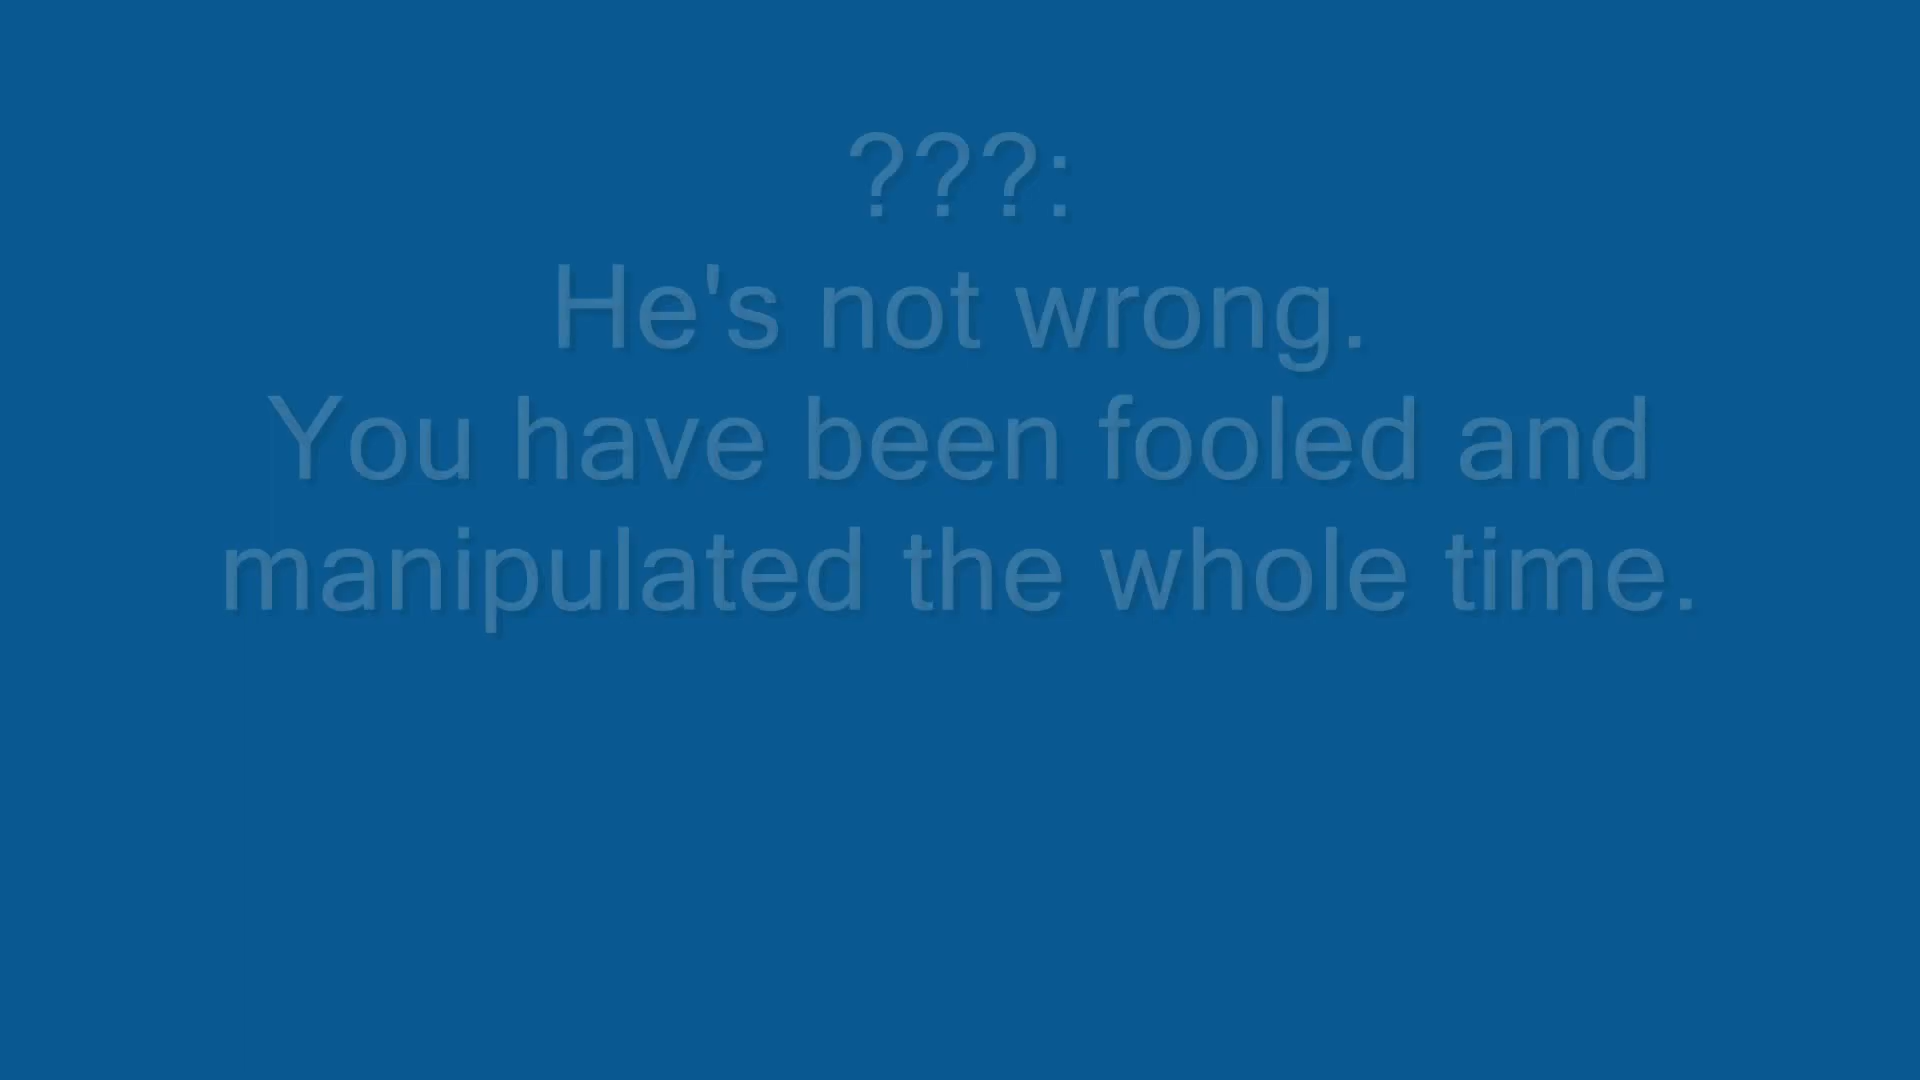 ???:
He's not wrong.
You have been fooled and
manipulated the whole time.